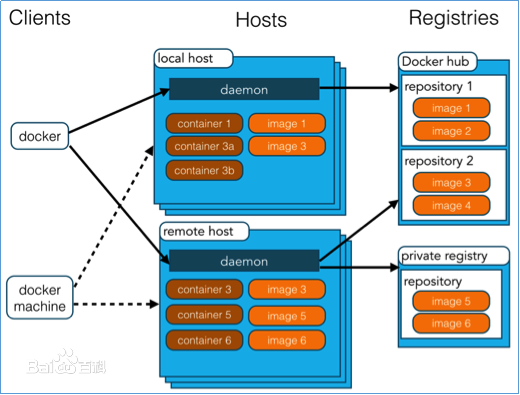 Clients
Hosts
Registries
docker
docker
machine
local host
daemon
container 1
image 1
container 3a
image 3
container 3b
remote host
daemon
container 3
image 3
container 5
image 5
container 6
image 6
Docker hub
repository 1
image 1
image 2
repository 2
image 3
image 4
private registry
repository
image 5
image 6
Bai百科